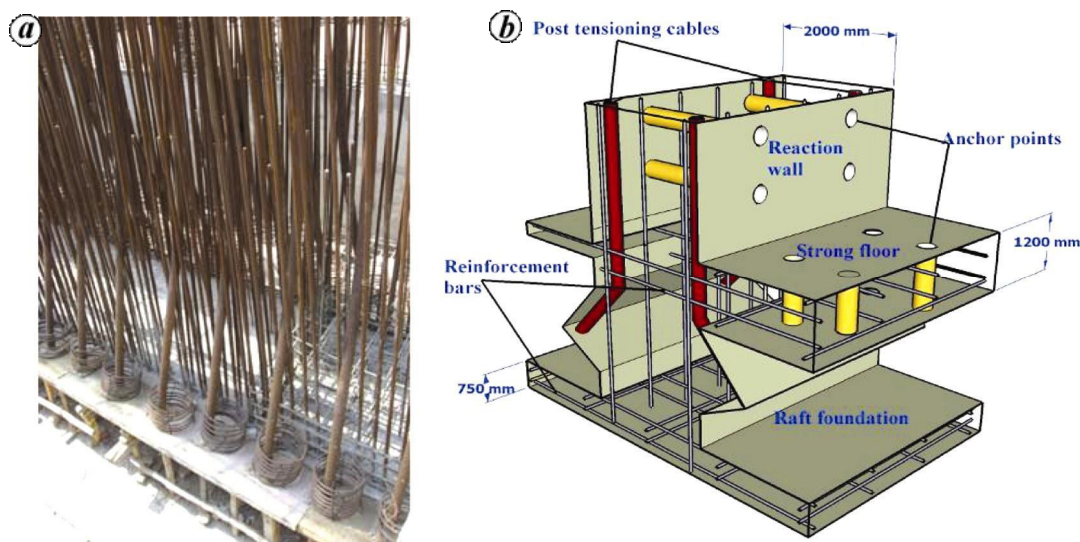 a
b
Post tensioning cables
2000 mm
Reaction
wall
Anchor points
Strong floor
1200 mm
Reinforcement
bars
750 mm
Raft foundation